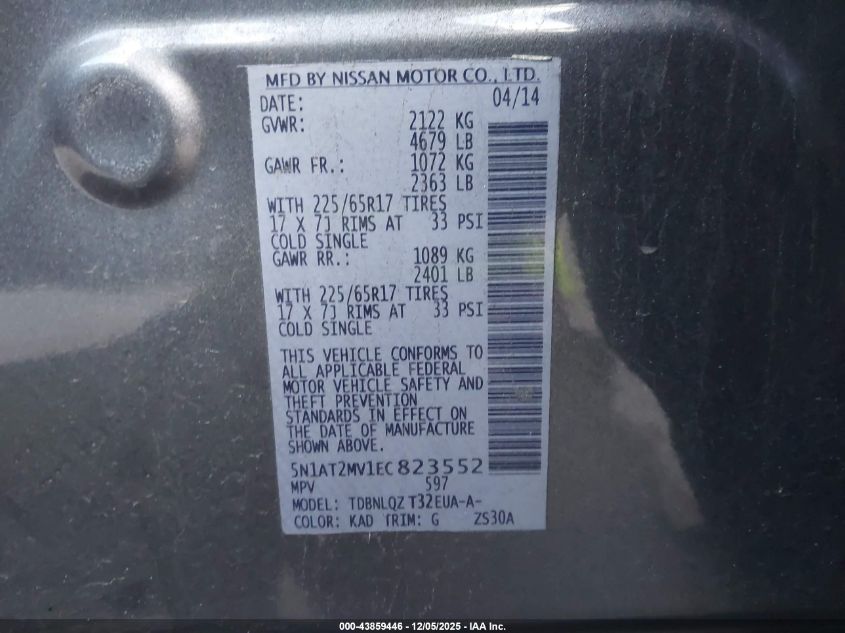 MFD BY NISSAN MOTOR CO., LTD.
DATE: 04/14
GVWR: 2122 KG
4679 LB
GAWR FR.: 1072 KG
2363 LB
WITH 225/65R17 TIRES
17 X 7J RIMS AT 33 PSI
COLD SINGLE
GAWR RR.: 1089 KG
2401 LB
WITH 225/65R17 TIRES
17 X 7J RIMS AT 33 PSI
COLD SINGLE
THIS VEHICLE CONFORMS TO
ALL APPLICABLE FEDERAL
MOTOR VEHICLE SAFETY AND
THEFT PREVENTION
STANDARDS IN EFFECT ON
THE DATE OF MANUFACTURE
SHOWN ABOVE.
5N1AT2MV1EC823552
MPV 597
MODEL: TDBNLQZ T32EUA-A-
COLOR: KAD TRIM: G ZS30A
000-43859446 - 12/05/2025 - IAA Inc.